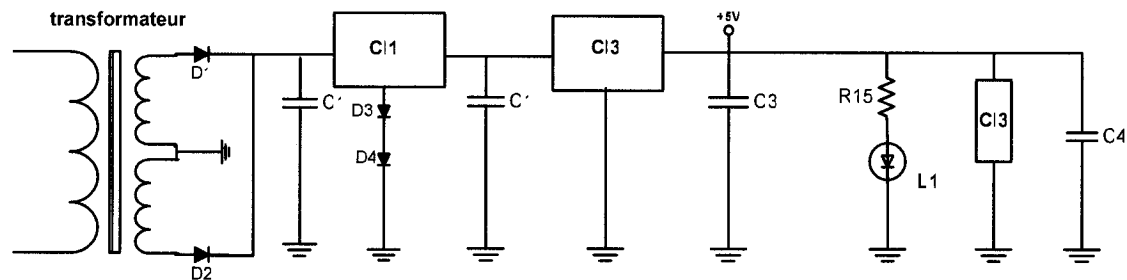 transformateur
D'
D2
C'
CI1
D3
D4
C'
CI3
+5V
C3
R15
L1
CI3
C4